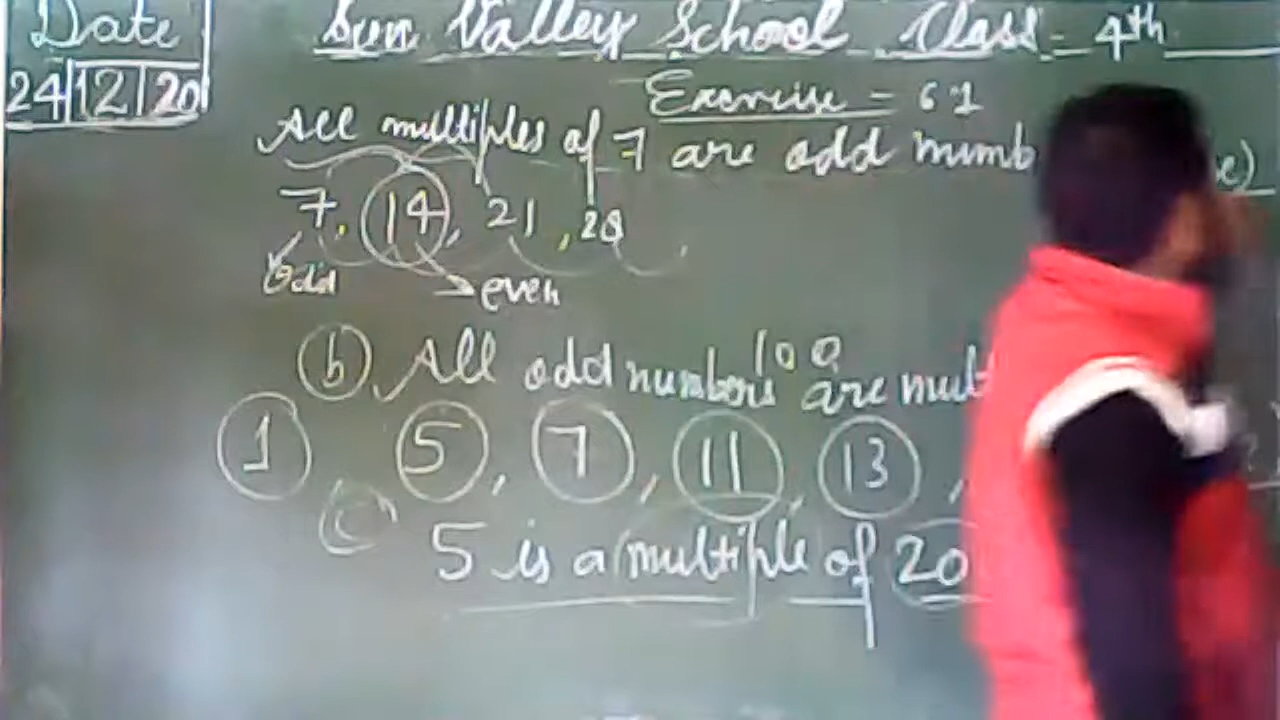 Date
24|12|20
Sun Valley School Class - 4th
Exercise - 6.1
All multiples of 7 are odd numb
7, 14, 21, 28
odd
even
100
(b) All odd numbers are mult
1, 5, 7, 11, 13,
(c)
5 is a multiple of 20